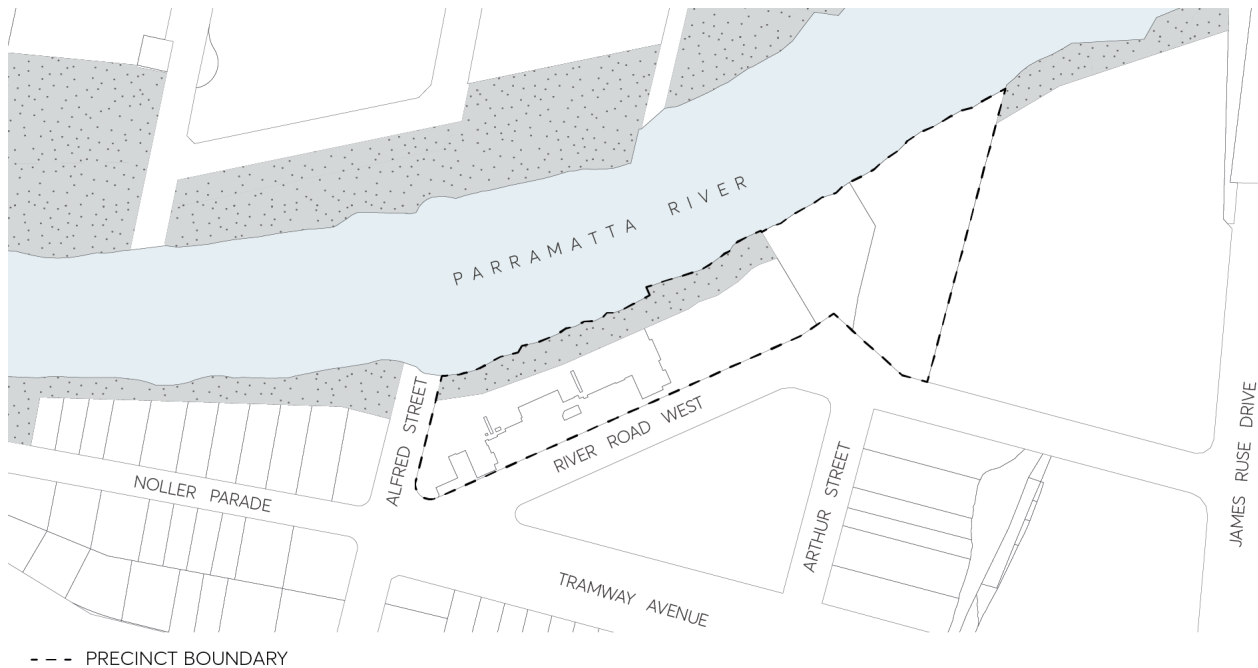 PARRAMATTA RIVER
ALFRED STREET
RIVER ROAD WEST
NOLLER PARADE
ARTHUR STREET
JAMES RUSE DRIVE
TRAMWAY AVENUE
PRECINCT BOUNDARY